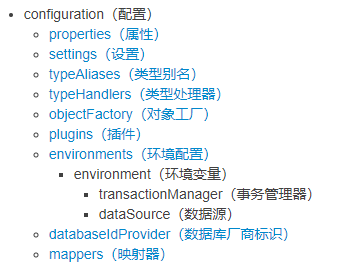 configuration（配置）
properties（属性）
settings（设置）
typeAliases（类型别名）
typeHandlers（类型处理器）
objectFactory（对象工厂）
plugins（插件）
environments（环境配置）
environment（环境变量）
transactionManager（事务管理器）
dataSource（数据源）
databaseIdProvider（数据库厂商标识）
mappers（映射器）